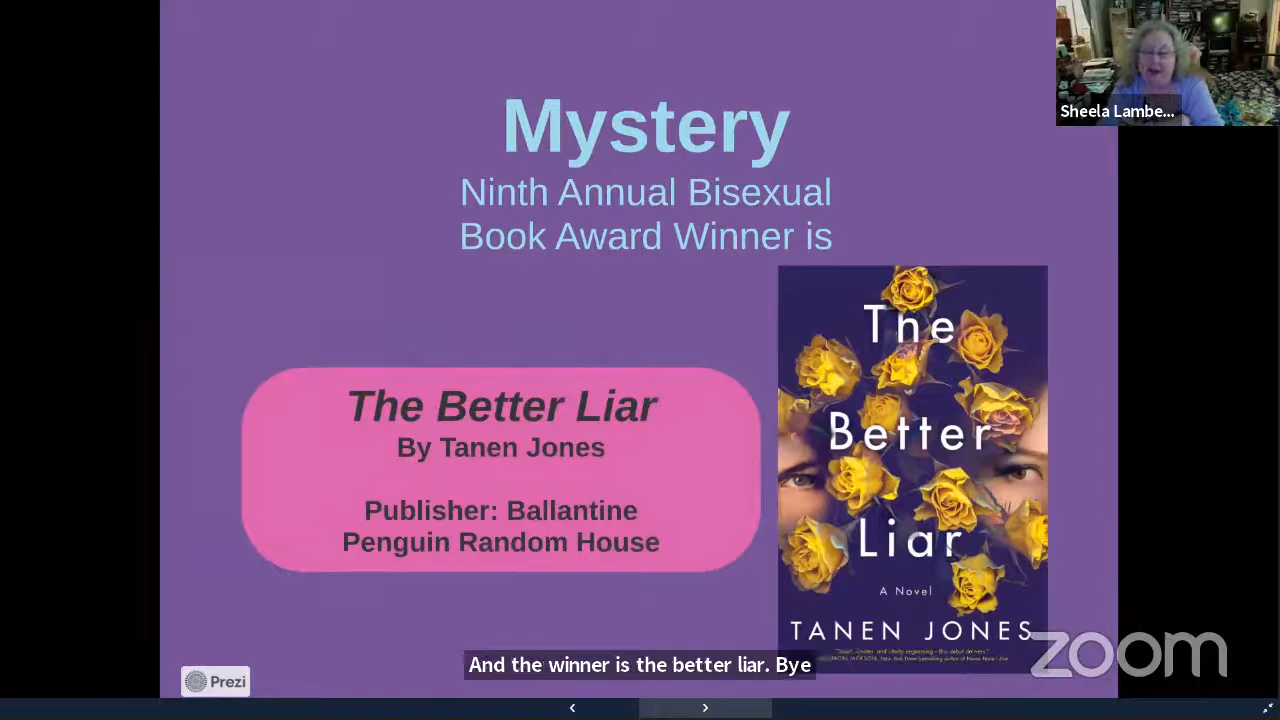 Mystery
Ninth Annual Bisexual
Book Award Winner is
Sheela Lambe...
The Better Liar
By Tanen Jones
Publisher: Ballantine
Penguin Random House
The
Better
Liar
A Novel
TANEN JONES
And the winner is the better liar. Bye
zoom
Prezi